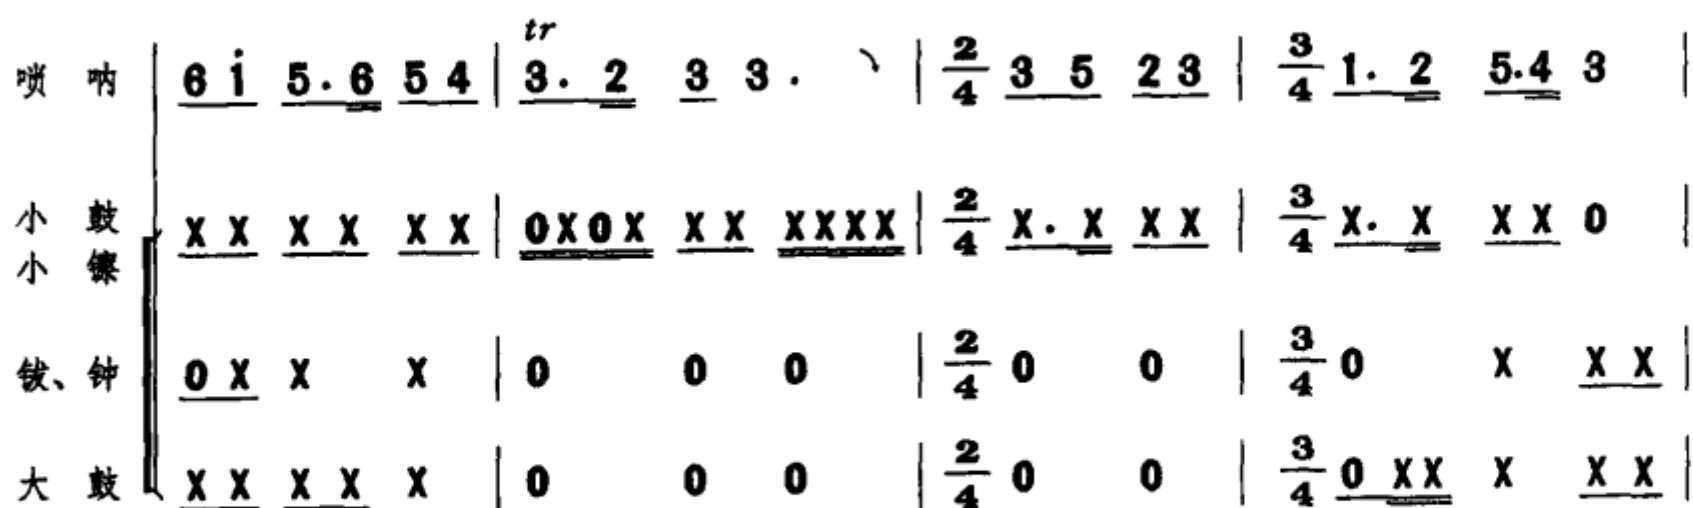 tr
唢 呐 6 i̇ 5 . 6 5 4 | 3 . 2 3 3 . | 2/4 3 5 2 3 | 3/4 1 . 2 5 . 4 3 |
小 鼓 X X X X X X | 0 X 0 X X X X X X X | 2/4 X . X X X | 3/4 X . X X X 0 |
小 镲
钹、钟 0 X X X | 0 0 0 | 2/4 0 0 | 3/4 0 X X X |
大 鼓 X X X X X | 0 0 0 | 2/4 0 0 | 3/4 0 X X X X X |